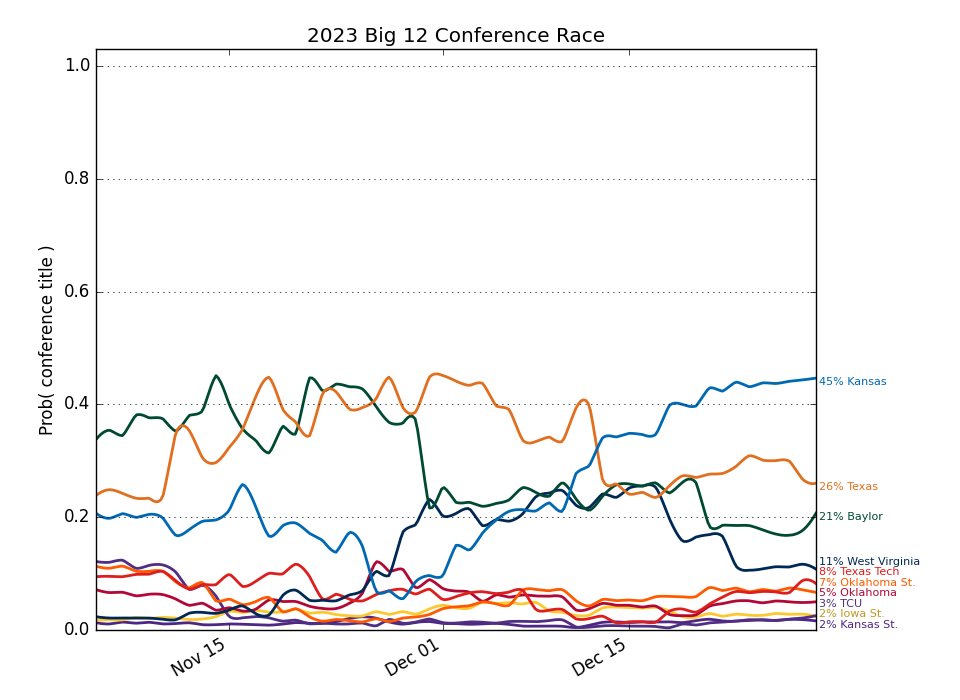 2023 Big 12 Conference Race
Prob( conference title )
1.0
0.8
0.6
0.4
0.2
0.0
Nov 15
Dec 01
Dec 15
45% Kansas
26% Texas
21% Baylor
11% West Virginia
8% Texas Tech
7% Oklahoma St.
5% Oklahoma
3% TCU
2% Iowa St.
2% Kansas St.